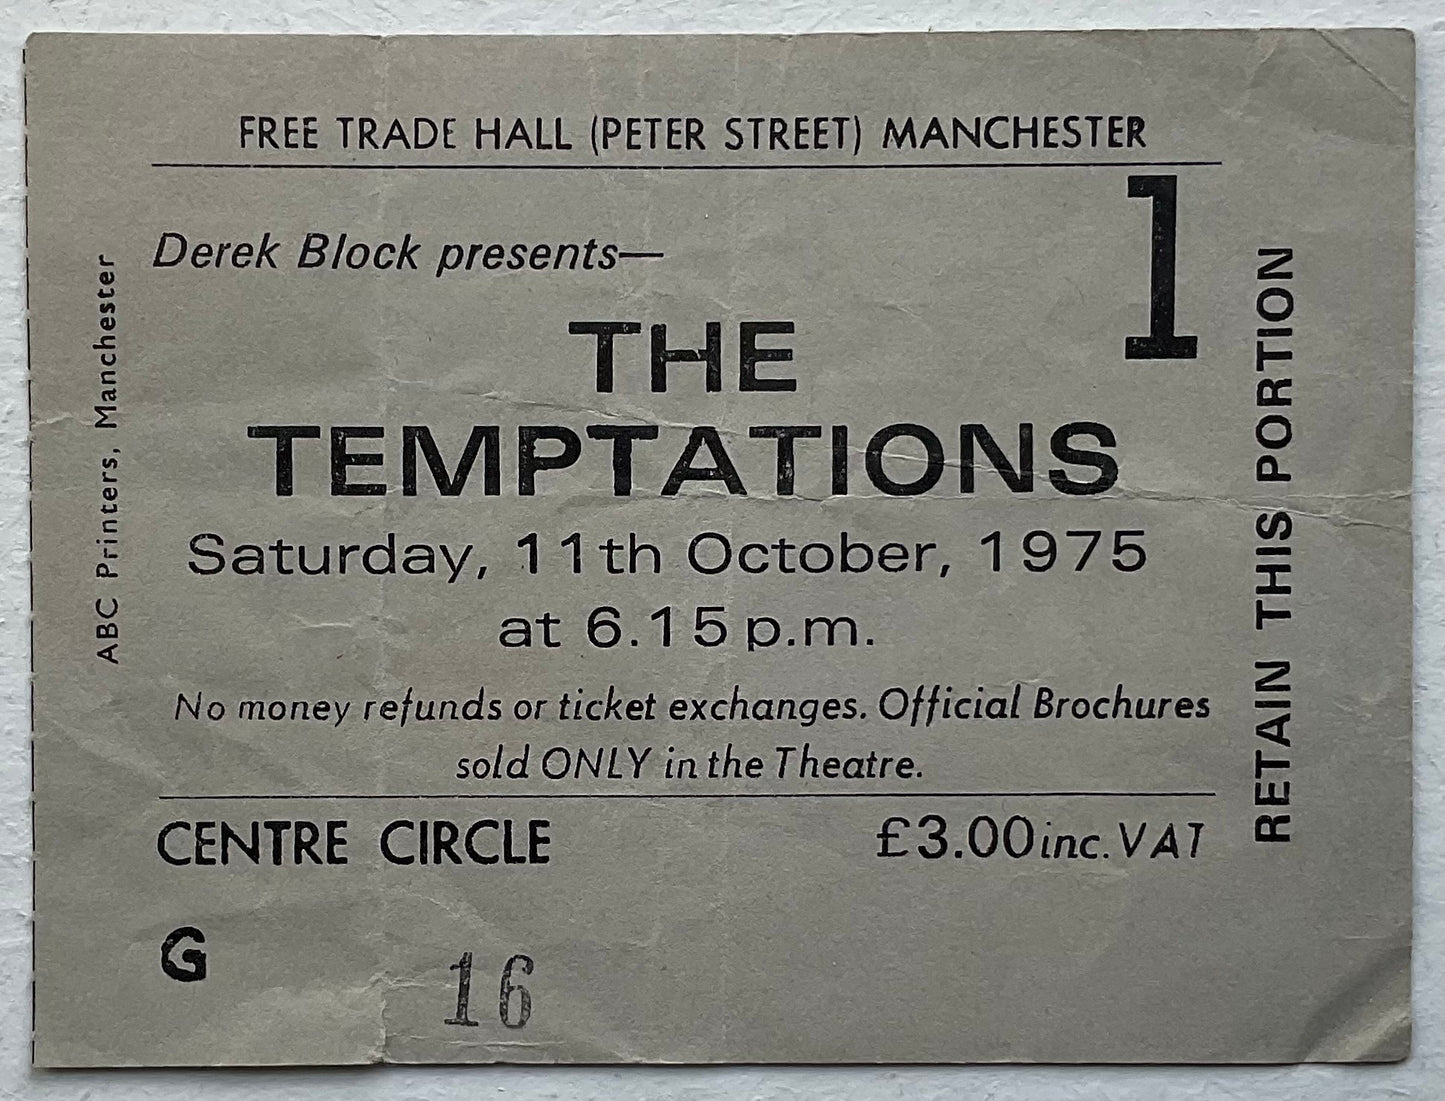 FREE TRADE HALL (PETER STREET) MANCHESTER
1
Derek Block presents—
THE
TEMPTATIONS
Saturday, 11th October, 1975
at 6.15 p.m.
No money refunds or ticket exchanges. Official Brochures
sold ONLY in the Theatre.
CENTRE CIRCLE £3.00 inc. VAT
G 16
ABC Printers, Manchester
RETAIN THIS PORTION